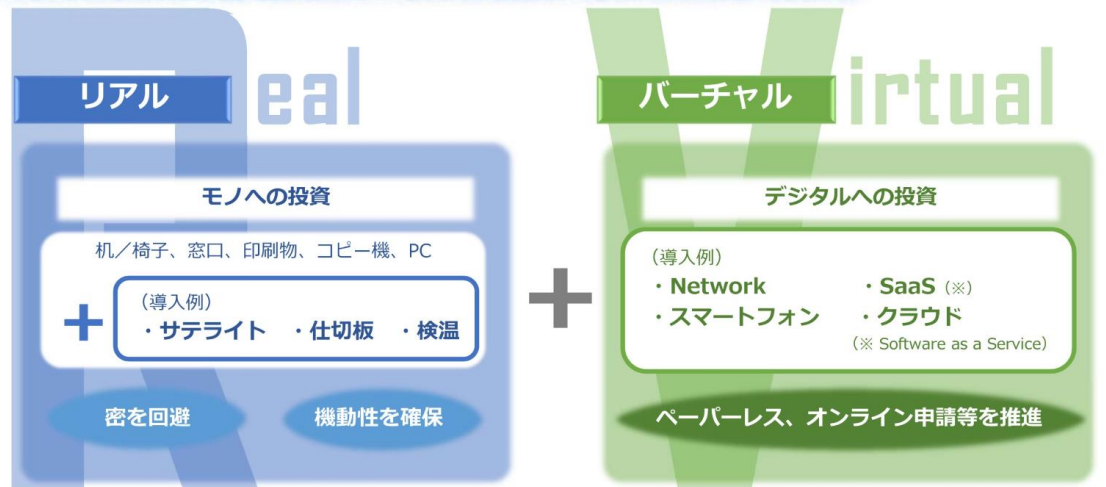 Real
リアル
モノへの投資
机／椅子、窓口、印刷物、コピー機、PC
+
（導入例）
・サテライト ・仕切板 ・検温
密を回避
機動性を確保
+
Virtual
バーチャル
デジタルへの投資
（導入例）
・Network ・SaaS（※）
・スマートフォン ・クラウド
（※ Software as a Service）
ペーパーレス、オンライン申請等を推進